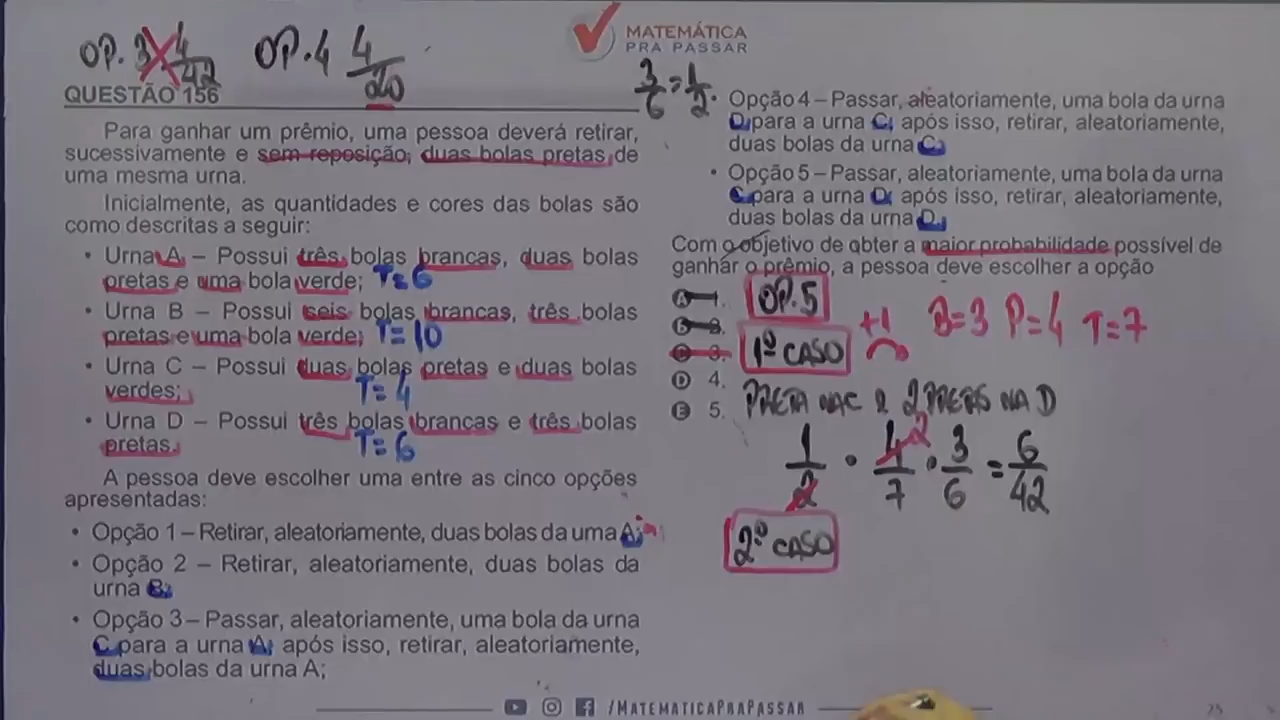 OP. 3 4/42 OP.4 4/20
MATEMÁTICA
PRA PASSAR
QUESTÃO 156
Para ganhar um prêmio, uma pessoa deverá retirar,
sucessivamente e sem reposição, duas bolas pretas de
uma mesma urna.
Inicialmente, as quantidades e cores das bolas são
como descritas a seguir:
• Urna A – Possui três bolas brancas, duas bolas
pretas e uma bola verde; T=6
• Urna B – Possui seis bolas brancas, três bolas
pretas e uma bola verde; T=10
• Urna C – Possui duas bolas pretas e duas bolas
verdes; T=4
• Urna D – Possui três bolas brancas e três bolas
pretas. T=6
A pessoa deve escolher uma entre as cinco opções
apresentadas:
• Opção 1 – Retirar, aleatoriamente, duas bolas da urna A;
• Opção 2 – Retirar, aleatoriamente, duas bolas da
urna B;
• Opção 3 – Passar, aleatoriamente, uma bola da urna
C para a urna A; após isso, retirar, aleatoriamente,
duas bolas da urna A;
3/6 = 1/2
• Opção 4 – Passar, aleatoriamente, uma bola da urna
D para a urna C; após isso, retirar, aleatoriamente,
duas bolas da urna C;
• Opção 5 – Passar, aleatoriamente, uma bola da urna
C para a urna D; após isso, retirar, aleatoriamente,
duas bolas da urna D.
Com o objetivo de obter a maior probabilidade possível de
ganhar o prêmio, a pessoa deve escolher a opção
A 1. OP.5
B 2. +1 B=3 P=4 T=7
C 3. 1º CASO
D 4. PRETA NA C e 2 PRETAS NA D
E 5.
1/2 · 4/7 · 3/6 = 6/42
2
2º CASO
/MATEMATICAPRAPASSAR
25